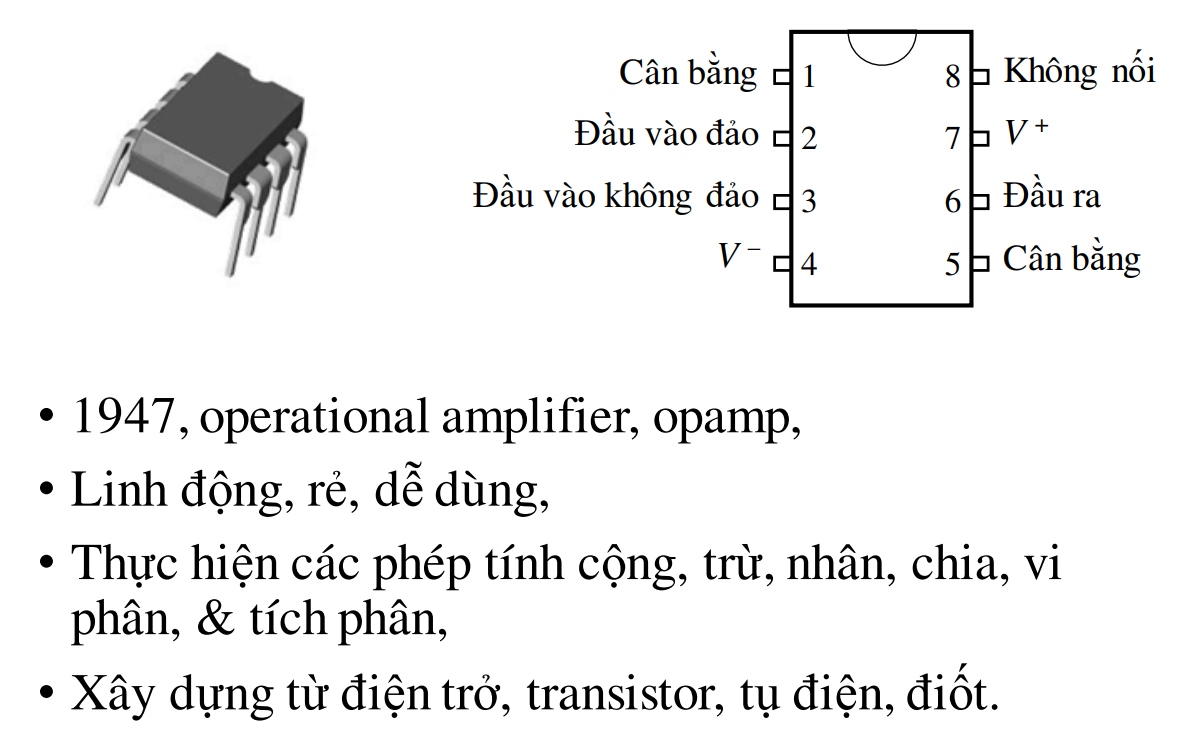 Cân bằng 1 8 Không nối
Đầu vào đảo 2 7 V +
Đầu vào không đảo 3 6 Đầu ra
V − 4 5 Cân bằng
• 1947, operational amplifier, opamp,
• Linh động, rẻ, dễ dùng,
• Thực hiện các phép tính cộng, trừ, nhân, chia, vi
phân, & tích phân,
• Xây dựng từ điện trở, transistor, tụ điện, điốt.